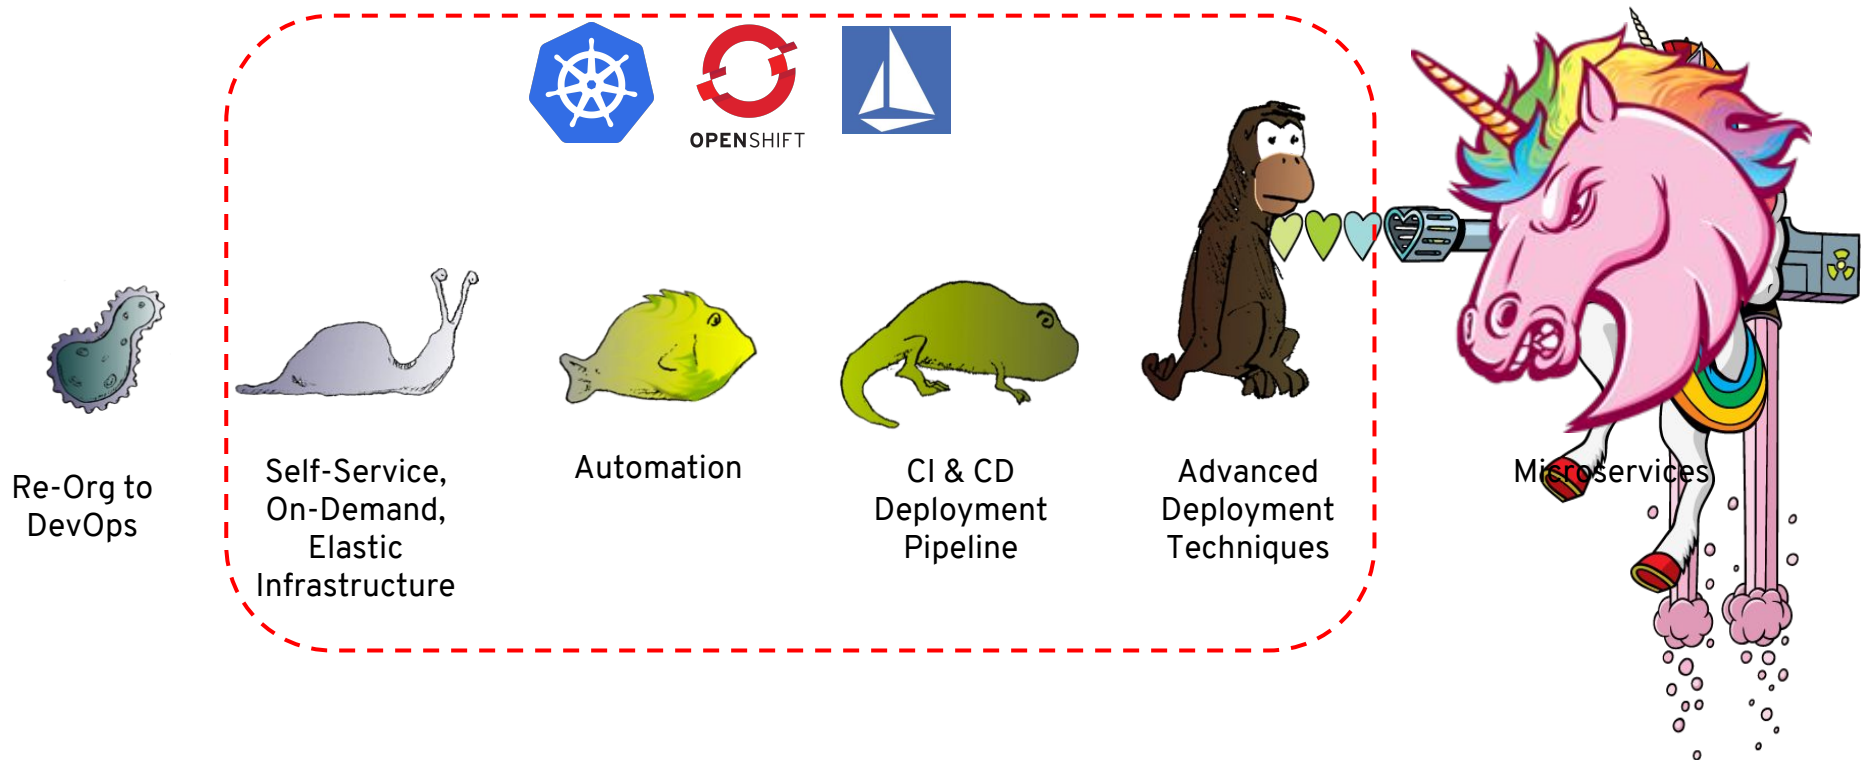 OPENSHIFT
Re-Org to
DevOps
Self-Service,
On-Demand,
Elastic
Infrastructure
Automation
CI & CD
Deployment
Pipeline
Advanced
Deployment
Techniques
Microservices